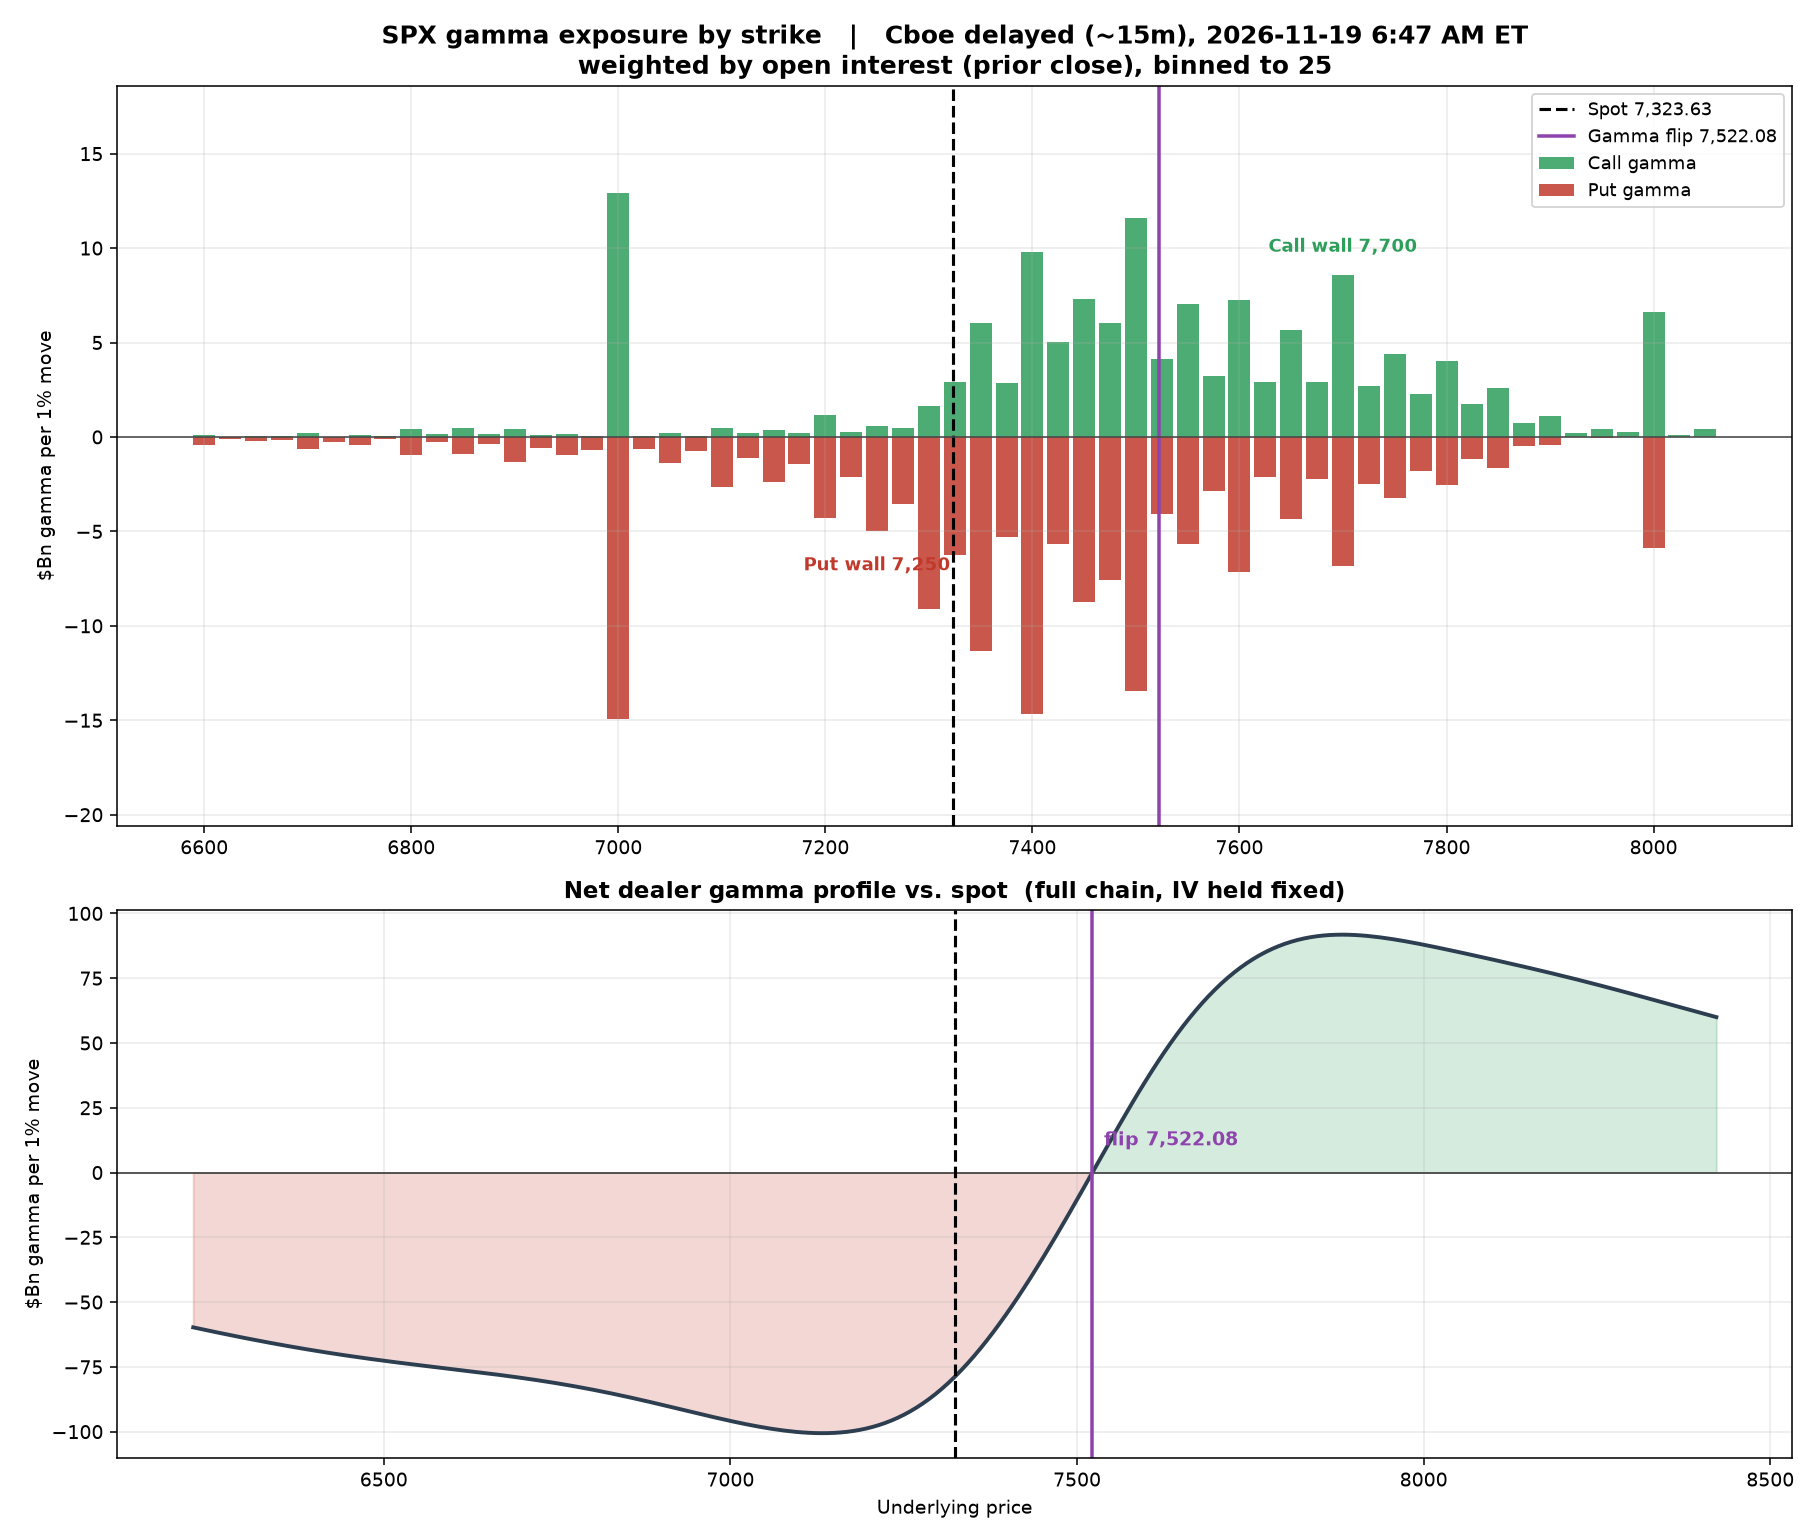 SPX gamma exposure by strike | Cboe delayed (~15m), 2026-11-19 6:47 AM ET
weighted by open interest (prior close), binned to 25
Spot 7,323.63
Gamma flip 7,522.08
Call gamma
Put gamma
Call wall 7,700
Put wall 7,250
$Bn gamma per 1% move
15
10
5
0
−5
−10
−15
−20
6600 6800 7000 7200 7400 7600 7800 8000
Net dealer gamma profile vs. spot (full chain, IV held fixed)
$Bn gamma per 1% move
100
75
50
25
0
−25
−50
−75
−100
flip 7,522.08
6500 7000 7500 8000 8500
Underlying price